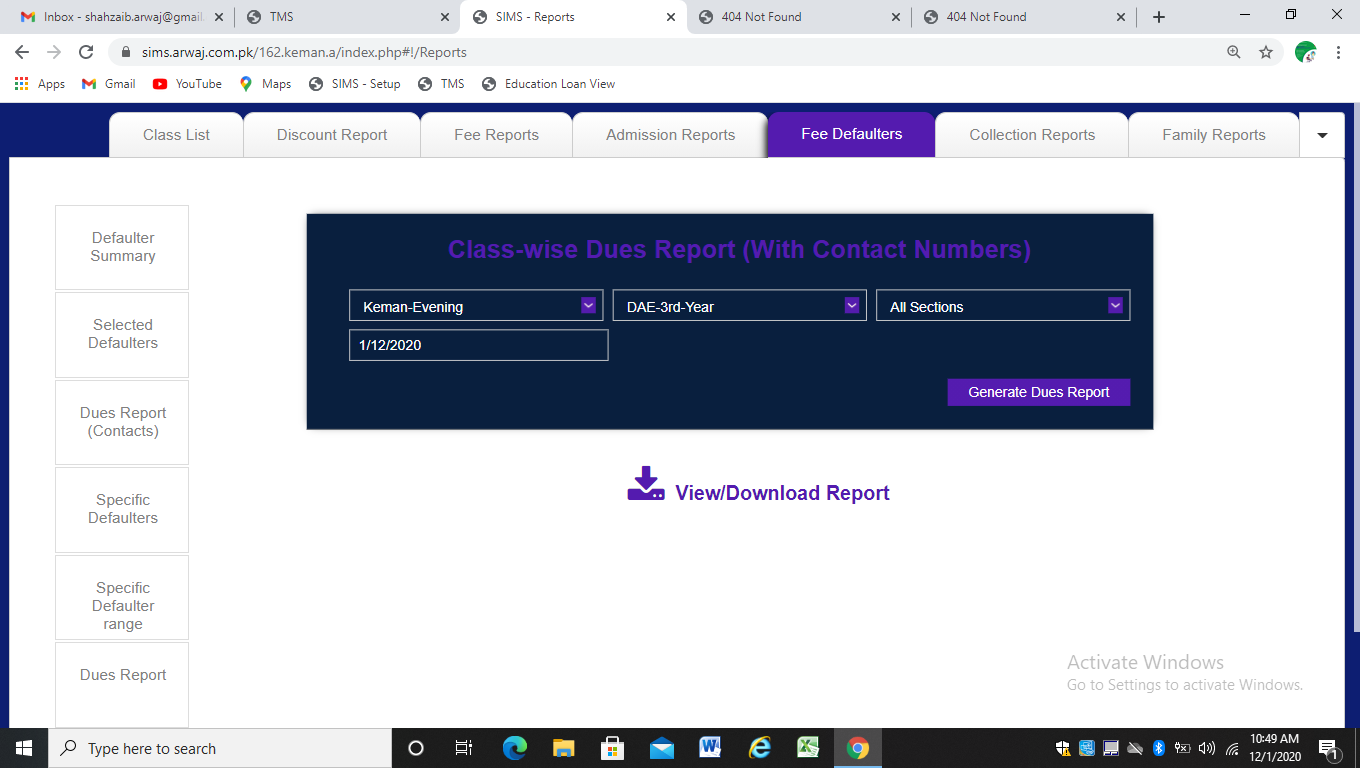 Inbox - shahzaib.arwaj@gmail.
TMS
SIMS - Reports
404 Not Found
404 Not Found
sims.arwaj.com.pk/162.keman.a/index.php#!/Reports
Apps
Gmail
YouTube
Maps
SIMS - Setup
TMS
Education Loan View
Class List
Discount Report
Fee Reports
Admission Reports
Fee Defaulters
Collection Reports
Family Reports
Defaulter
Summary
Selected
Defaulters
Dues Report
(Contacts)
Specific
Defaulters
Specific
Defaulter
range
Dues Report
Class-wise Dues Report (With Contact Numbers)
Keman-Evening
DAE-3rd-Year
All Sections
1/12/2020
Generate Dues Report
View/Download Report
Activate Windows
Go to Settings to activate Windows.
Type here to search
10:49 AM
12/1/2020
1